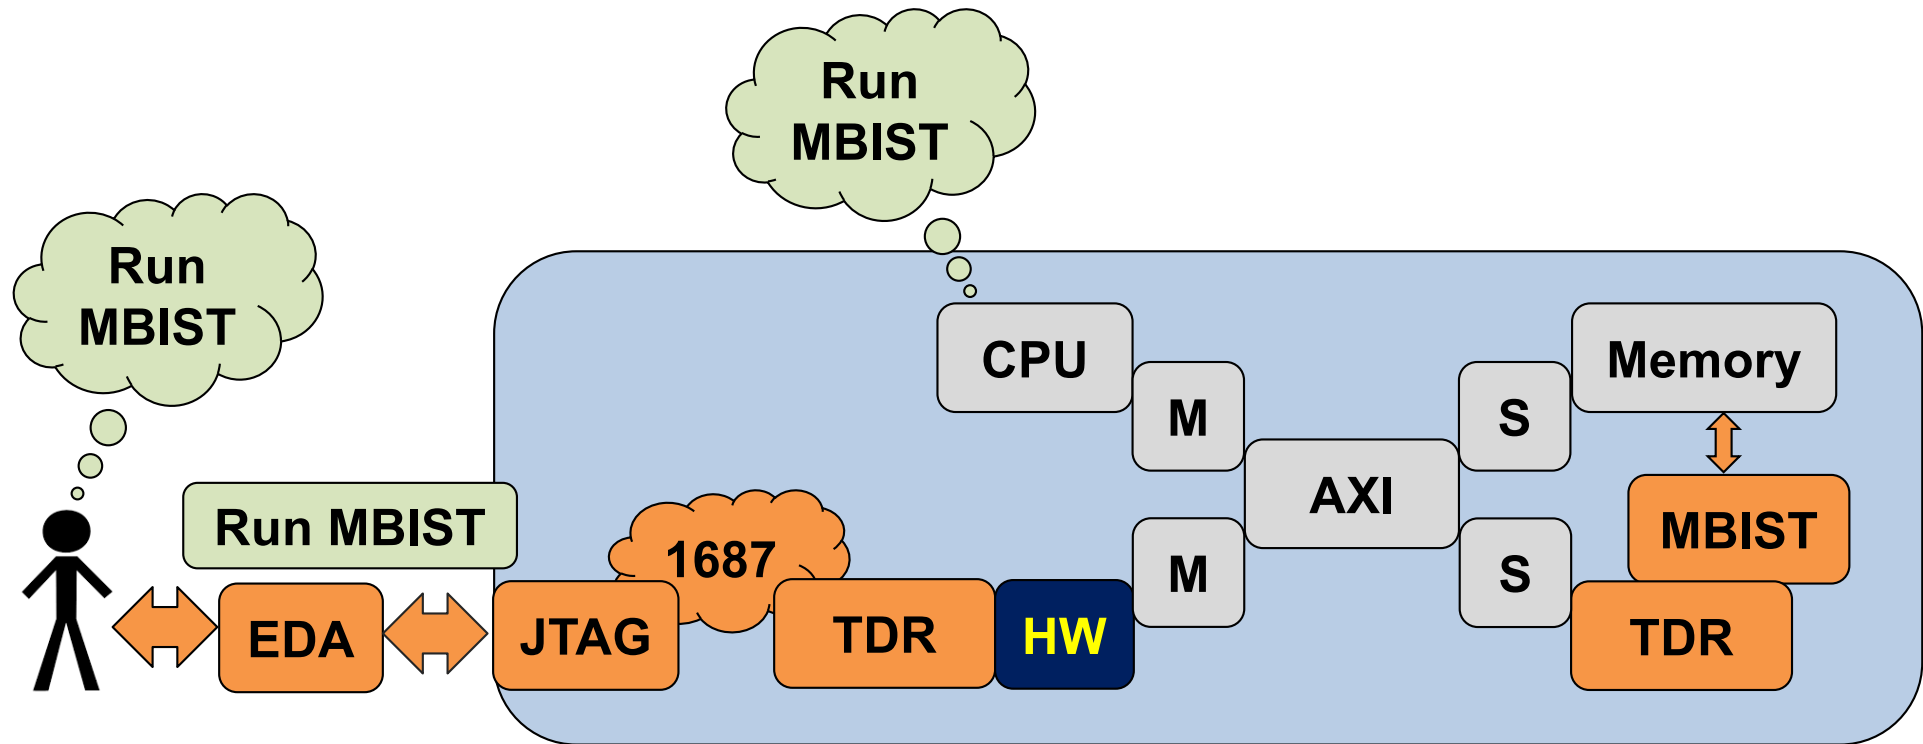 Run
MBIST
Run
MBIST
CPU
Memory
M
S
AXI
Run MBIST
MBIST
1687
M
S
EDA
JTAG
TDR
HW
TDR